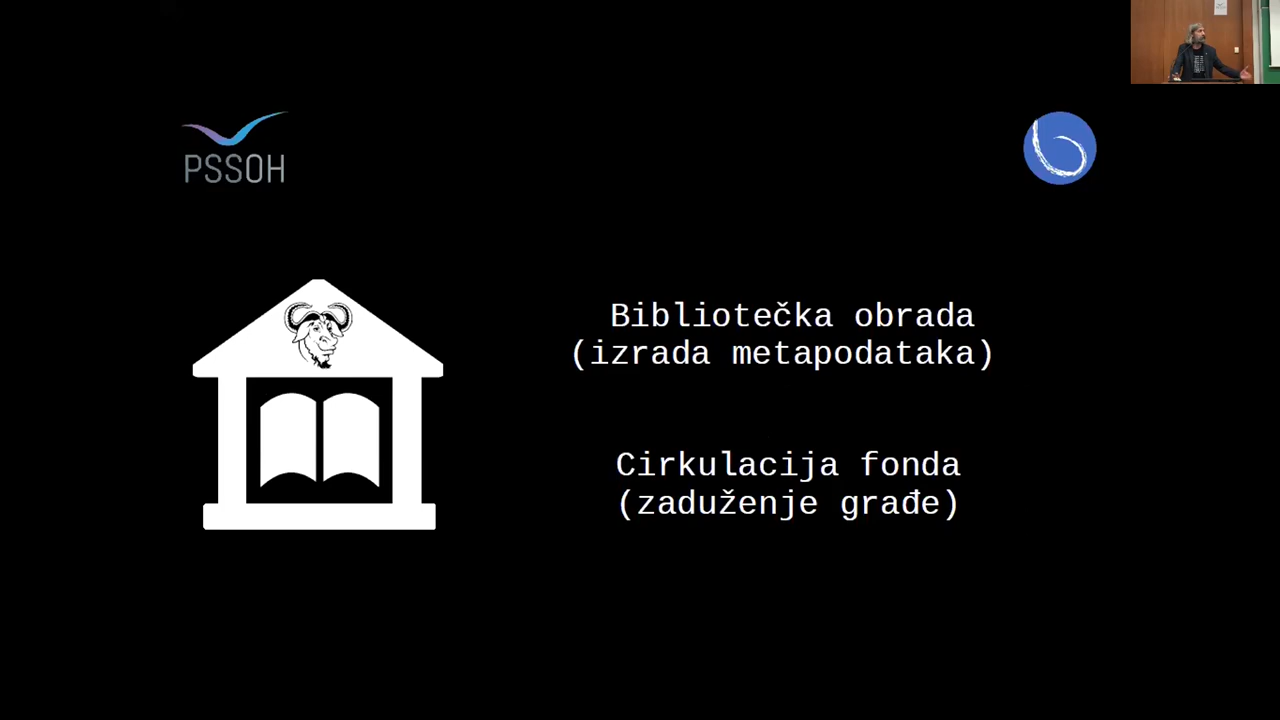 PSSOH
Bibliotečka obrada
(izrada metapodataka)
Cirkulacija fonda
(zaduženje građe)